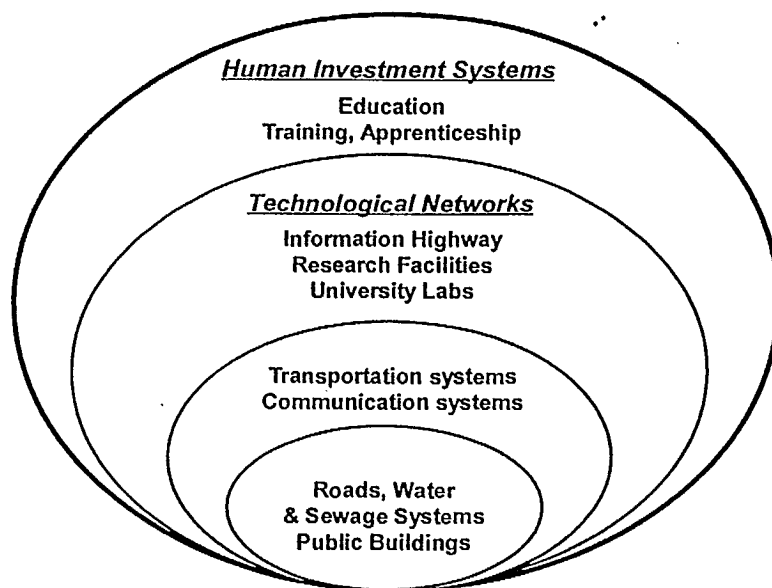 Human Investment Systems
Education
Training, Apprenticeship
Technological Networks
Information Highway
Research Facilities
University Labs
Transportation systems
Communication systems
Roads, Water
& Sewage Systems
Public Buildings